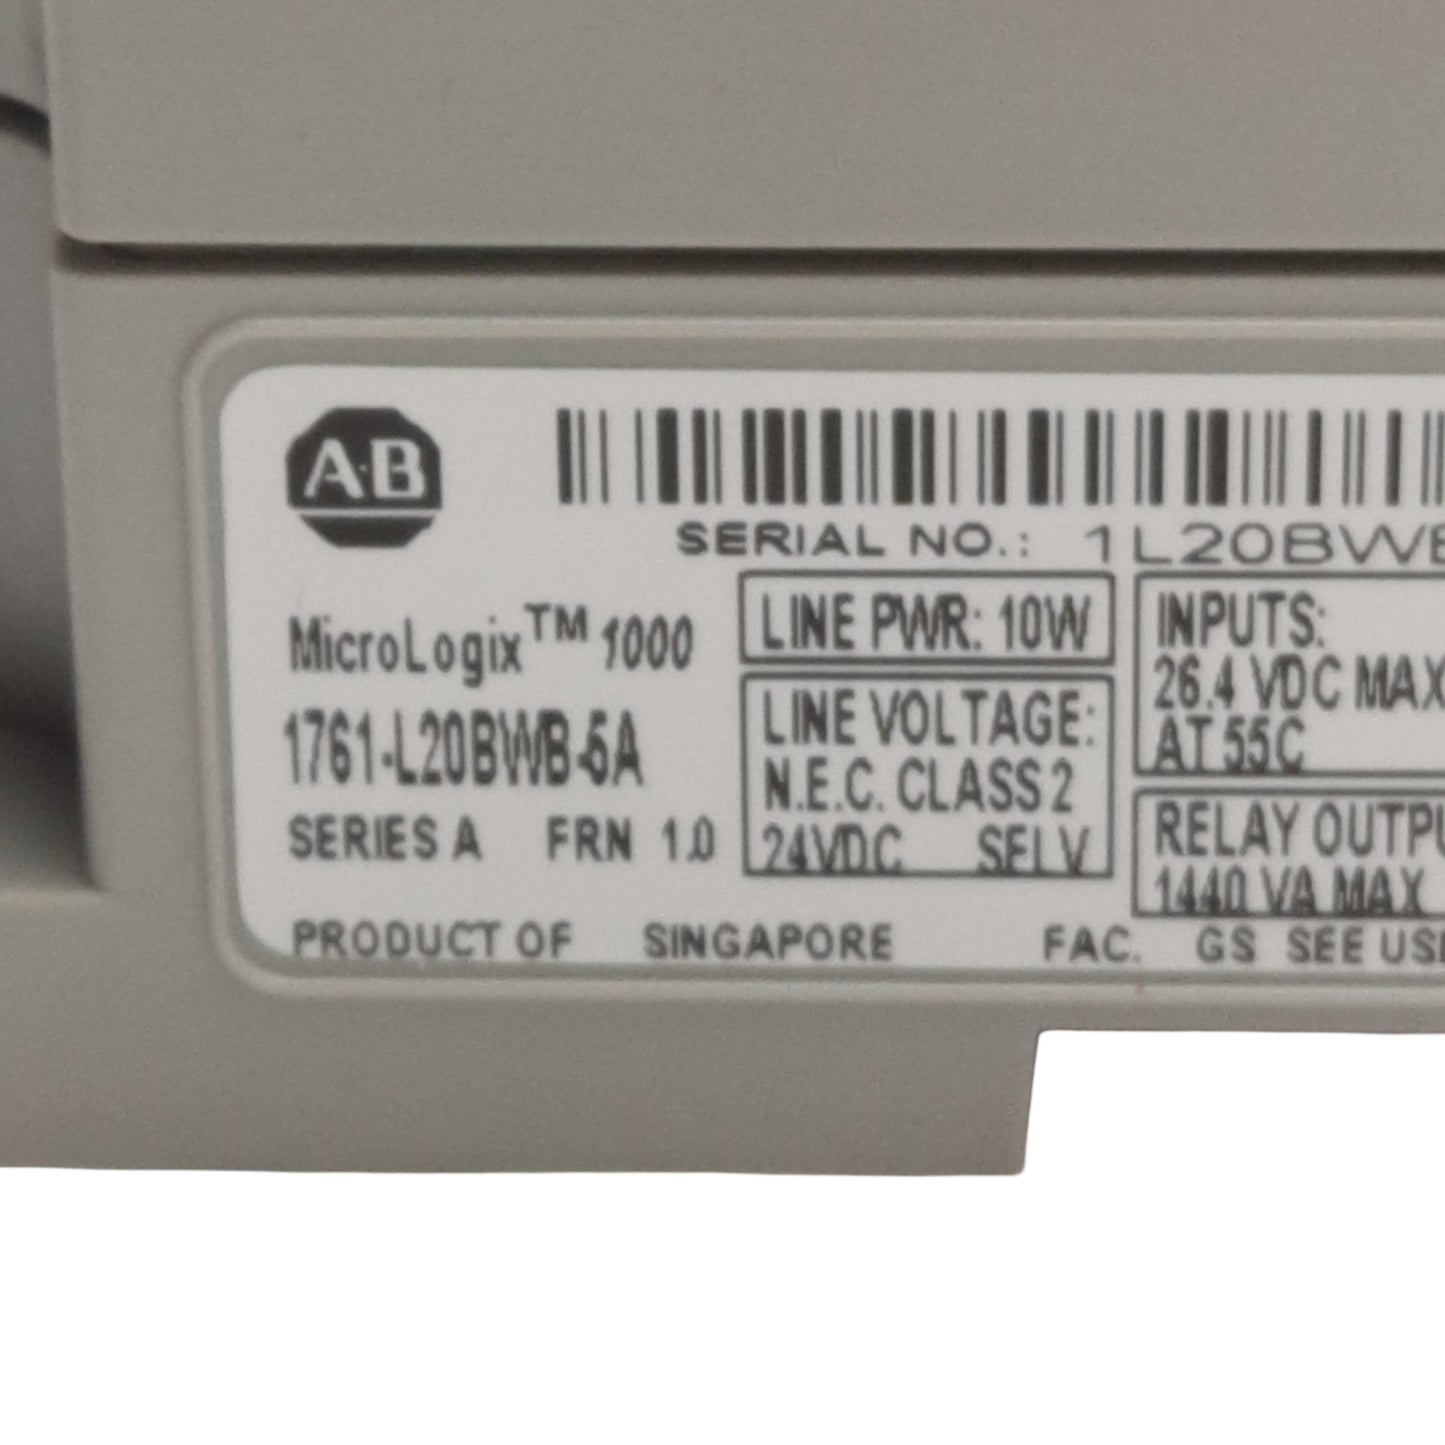 A·B
SERIAL NO.: 1L20BWB
MicroLogix™ 1000
1761-L20BWB-5A
SERIES A FRN 1.0
LINE PWR: 10W
LINE VOLTAGE:
N.E.C. CLASS 2
24VDC SELV
INPUTS:
26.4 VDC MAX
AT 55C
RELAY OUTPU
1440 VA MAX
PRODUCT OF SINGAPORE FAC. GS SEE US